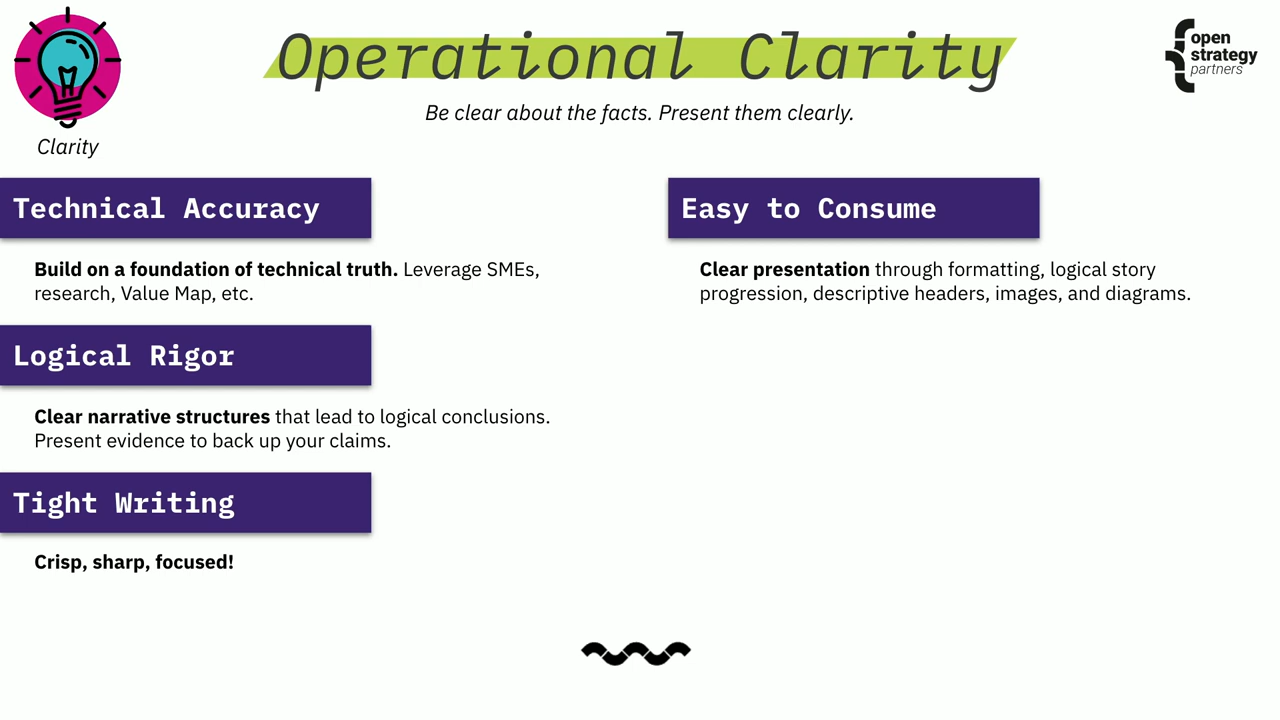 Operational Clarity
Be clear about the facts. Present them clearly.
Clarity
open
strategy
partners
Technical Accuracy
Build on a foundation of technical truth. Leverage SMEs,
research, Value Map, etc.
Logical Rigor
Clear narrative structures that lead to logical conclusions.
Present evidence to back up your claims.
Tight Writing
Crisp, sharp, focused!
Easy to Consume
Clear presentation through formatting, logical story
progression, descriptive headers, images, and diagrams.